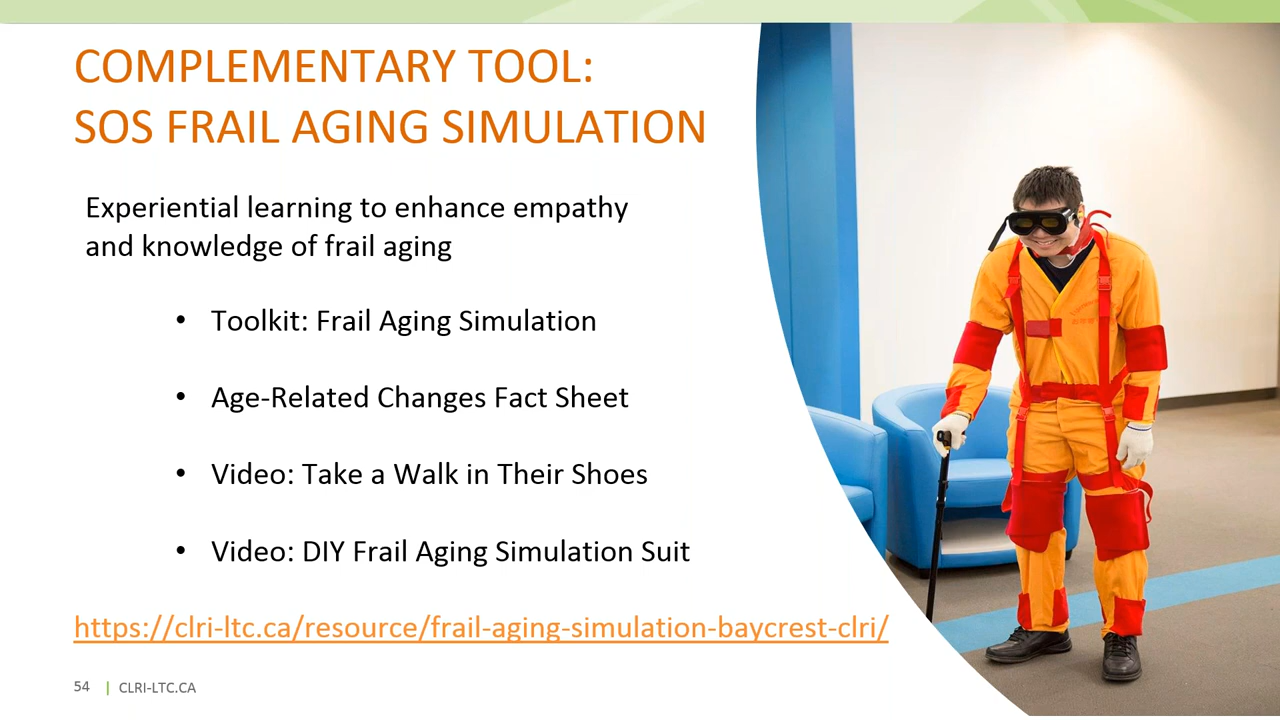 COMPLEMENTARY TOOL:
SOS FRAIL AGING SIMULATION
Experiential learning to enhance empathy
and knowledge of frail aging
• Toolkit: Frail Aging Simulation
• Age-Related Changes Fact Sheet
• Video: Take a Walk in Their Shoes
• Video: DIY Frail Aging Simulation Suit
https://clri-ltc.ca/resource/frail-aging-simulation-baycrest-clri/
54 | CLRI-LTC.CA